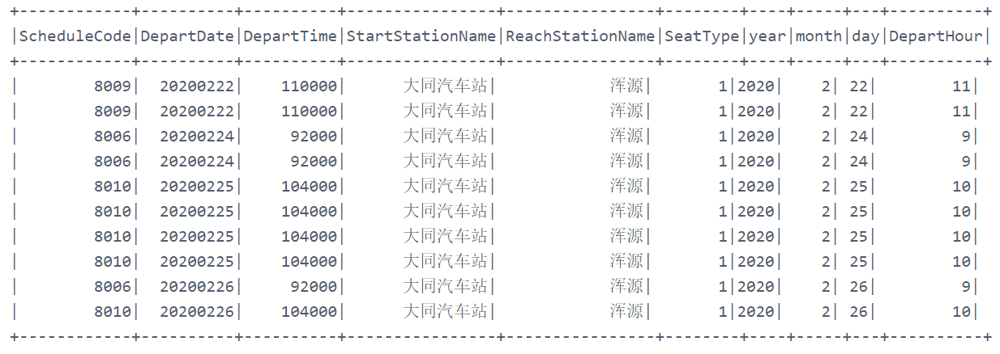 +------------+----------+----------+----------------+----------------+--------+----+-----+---+----------+
|ScheduleCode|DepartDate|DepartTime|StartStationName|ReachStationName|SeatType|year|month|day|DepartHour|
+------------+----------+----------+----------------+----------------+--------+----+-----+---+----------+
|        8009|  20200222|    110000|      大同汽车站|            浑源|       1|2020|    2| 22|        11|
|        8009|  20200222|    110000|      大同汽车站|            浑源|       1|2020|    2| 22|        11|
|        8006|  20200224|     92000|      大同汽车站|            浑源|       1|2020|    2| 24|         9|
|        8006|  20200224|     92000|      大同汽车站|            浑源|       1|2020|    2| 24|         9|
|        8010|  20200225|    104000|      大同汽车站|            浑源|       1|2020|    2| 25|        10|
|        8010|  20200225|    104000|      大同汽车站|            浑源|       1|2020|    2| 25|        10|
|        8010|  20200225|    104000|      大同汽车站|            浑源|       1|2020|    2| 25|        10|
|        8010|  20200225|    104000|      大同汽车站|            浑源|       1|2020|    2| 25|        10|
|        8006|  20200226|     92000|      大同汽车站|            浑源|       1|2020|    2| 26|         9|
|        8010|  20200226|    104000|      大同汽车站|            浑源|       1|2020|    2| 26|        10|
+------------+----------+----------+----------------+----------------+--------+----+-----+---+----------+